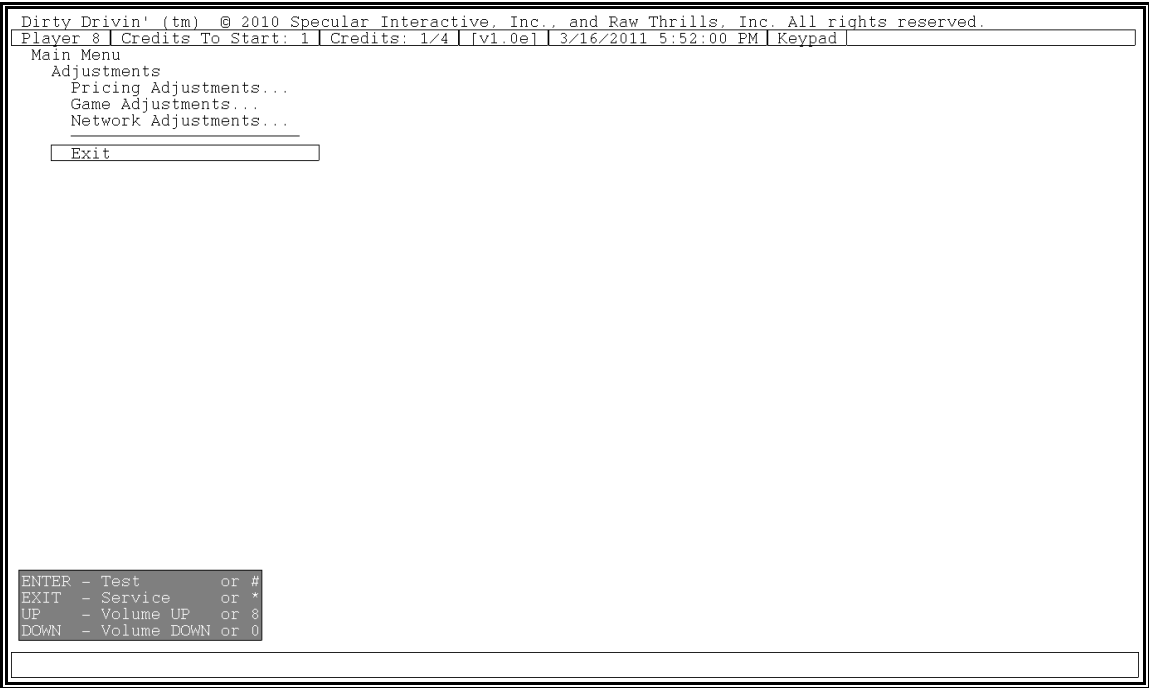 Dirty Drivin' (tm)  © 2010 Specular Interactive, Inc., and Raw Thrills, Inc. All rights reserved.
Player 8 Credits To Start: 1 Credits: 1/4 [v1.0e] 3/16/2011 5:52:00 PM Keypad
Main Menu
Adjustments
Pricing Adjustments...
Game Adjustments...
Network Adjustments...
Exit
ENTER - Test or #
EXIT - Service or *
UP - Volume UP or 8
DOWN - Volume DOWN or 0